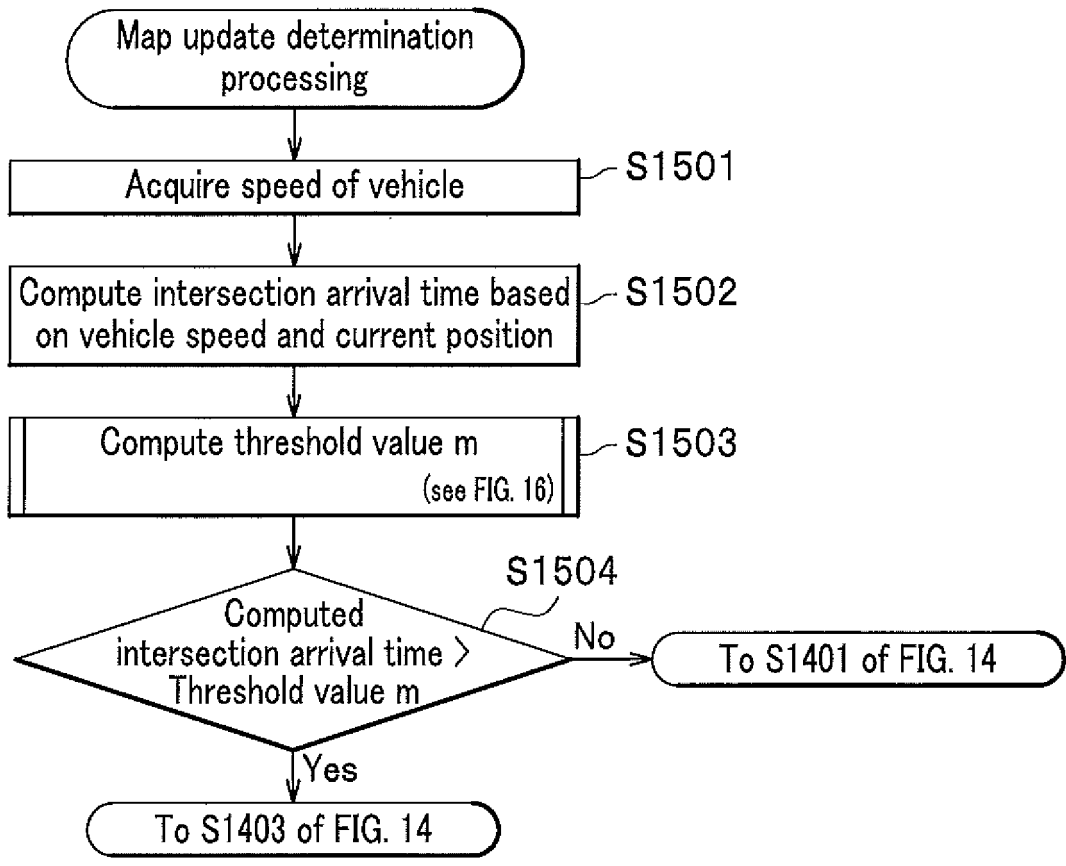 Map update determination
processing
Acquire speed of vehicle
S1501
Compute intersection arrival time based
on vehicle speed and current position
S1502
Compute threshold value m
(see FIG. 16)
S1503
S1504
Computed
intersection arrival time >
Threshold value m
No
To S1401 of FIG. 14
Yes
To S1403 of FIG. 14